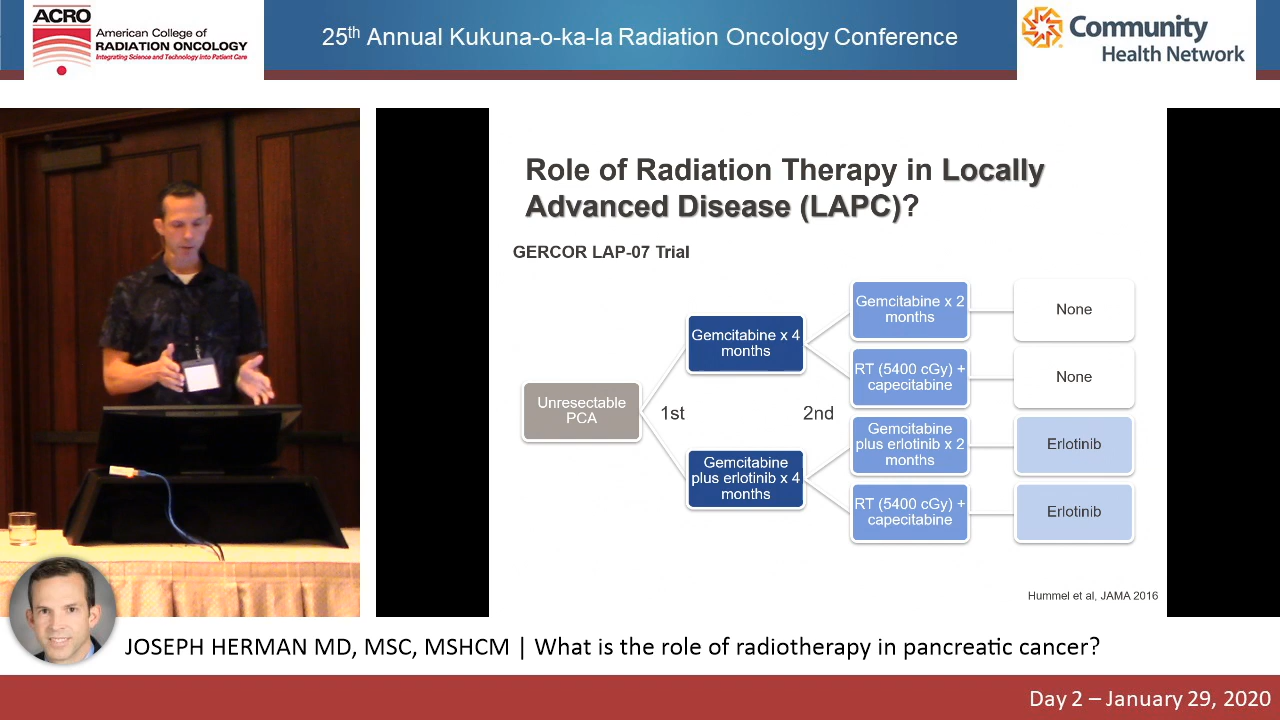 ACRO
American College of
RADIATION ONCOLOGY
Integrating Science and Technology Into Patient Care
25th Annual Kukuna-o-ka-la Radiation Oncology Conference
Community
Health Network
Role of Radiation Therapy in Locally
Advanced Disease (LAPC)?
GERCOR LAP-07 Trial
Unresectable
PCA
1st
Gemcitabine x 4
months
Gemcitabine
plus erlotinib x 4
months
2nd
Gemcitabine x 2
months
None
RT (5400 cGy) +
capecitabine
None
Gemcitabine
plus erlotinib x 2
months
Erlotinib
RT (5400 cGy) +
capecitabine
Erlotinib
Hummel et al, JAMA 2016
JOSEPH HERMAN MD, MSC, MSHCM | What is the role of radiotherapy in pancreatic cancer?
Day 2 – January 29, 2020